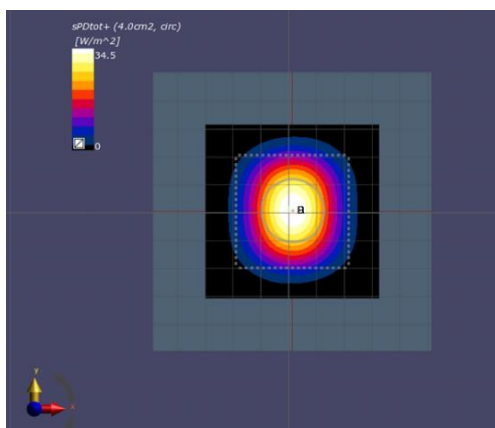 sPDtot+ (4.0cm2, circ)
[W/m^2]
34.5
0
y
x